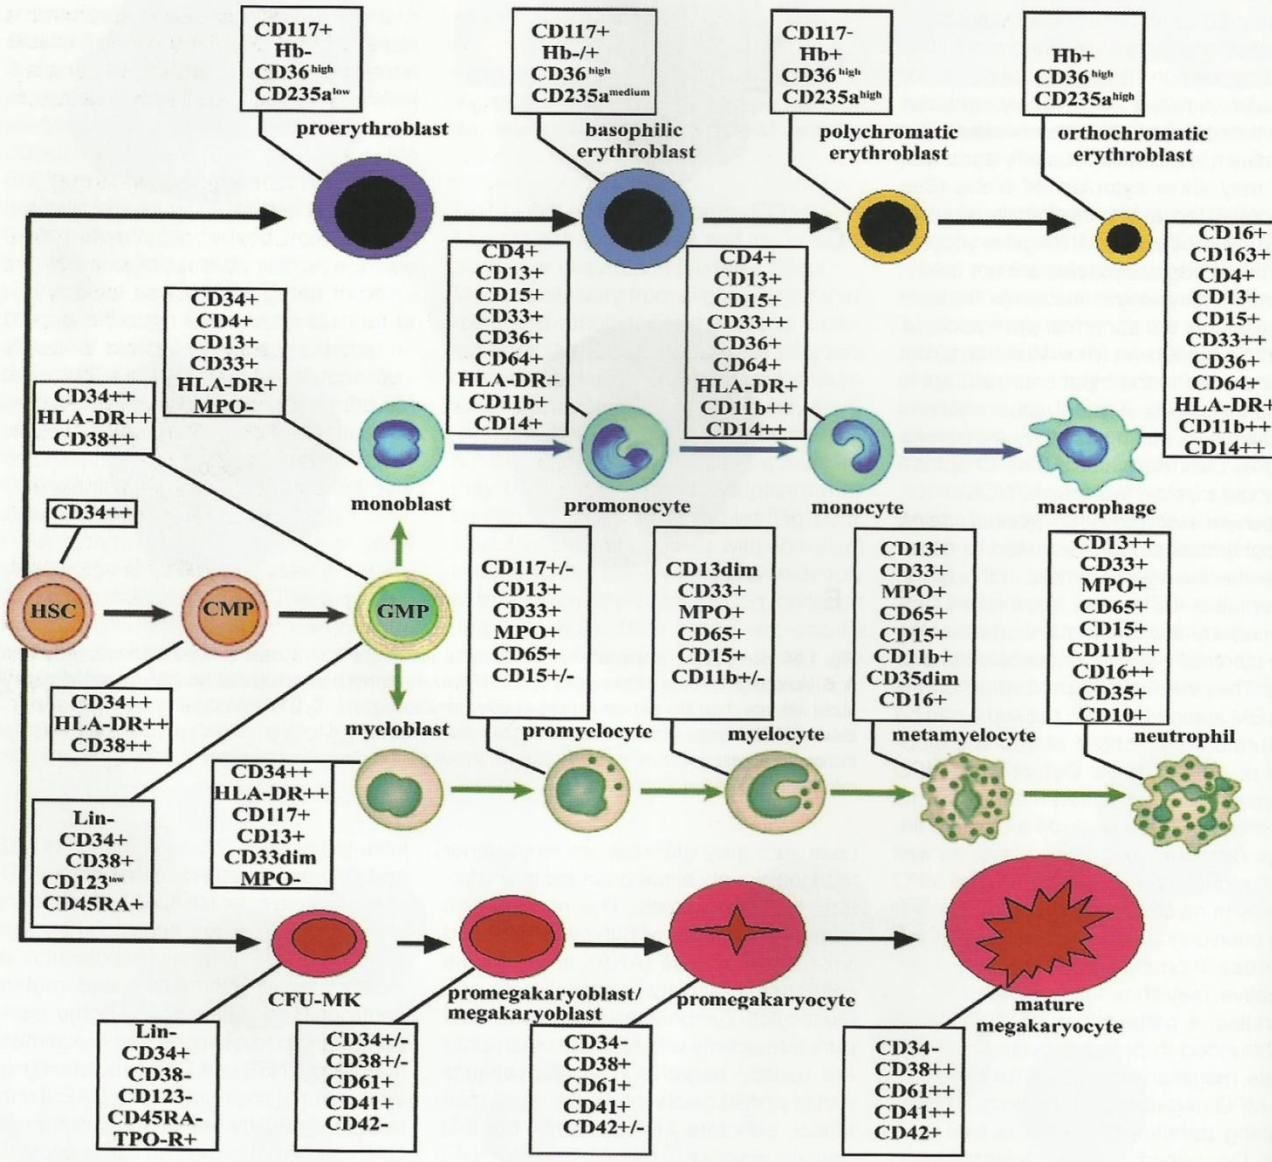 CD117+
Hb-
CD36high
CD235alow
proerythroblast
CD117+
Hb-/+
CD36high
CD235amedium
basophilic
erythroblast
CD117-
Hb+
CD36high
CD235ahigh
polychromatic
erythroblast
Hb+
CD36high
CD235ahigh
orthochromatic
erythroblast
CD34++
HLA-DR++
CD38++
CD34+
CD4+
CD13+
CD33+
HLA-DR+
MPO-
monoblast
CD4+
CD13+
CD15+
CD33+
CD36+
CD64+
HLA-DR+
CD11b+
CD14+
promonocyte
CD4+
CD13+
CD15+
CD33++
CD36+
CD64+
HLA-DR+
CD11b++
CD14++
monocyte
CD16+
CD163+
CD4+
CD13+
CD15+
CD33++
CD36+
CD64+
HLA-DR+
CD11b++
CD14++
macrophage
CD34++
HSC
CMP
GMP
CD34++
HLA-DR++
CD38++
Lin-
CD34+
CD38+
CD123low
CD45RA+
CD34++
HLA-DR++
CD117+
CD13+
CD33dim
MPO-
mycloblast
CD117+/-
CD13+
CD33+
MPO+
CD65+
CD15+/-
promyclocyte
CD13dim
CD33+
MPO+
CD65+
CD15+
CD11b+/-
myelocyte
CD13+
CD33+
MPO+
CD65+
CD15+
CD11b+
CD35dim
CD16+
metamyelocyte
CD13++
CD33+
MPO+
CD65+
CD15+
CD11b++
CD16+
CD35+
CD10+
neutrophil
CFU-MK
Lin-
CD34+
CD38-
CD123-
CD45RA-
TPO-R+
CD34+/-
CD38+/-
CD61+
CD41+
CD42-
promegakaryoblast/
megakaryoblast
CD34-
CD38+
CD61+
CD41+
CD42+/-
promegakaryocyte
CD34-
CD38++
CD61++
CD41++
CD42+
mature
megakaryocyte